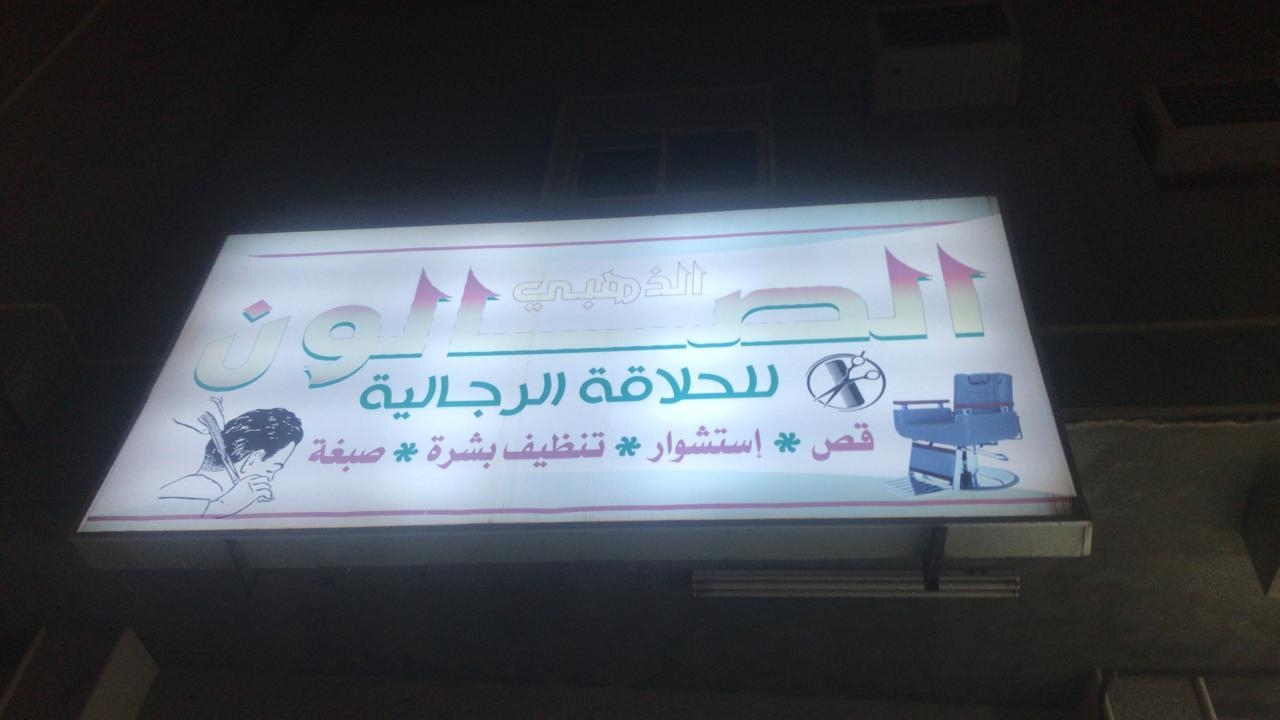 الصالون
الذهبي
للحلاقة الرجالية
قص * إستشوار * تنظيف بشرة * صبغة